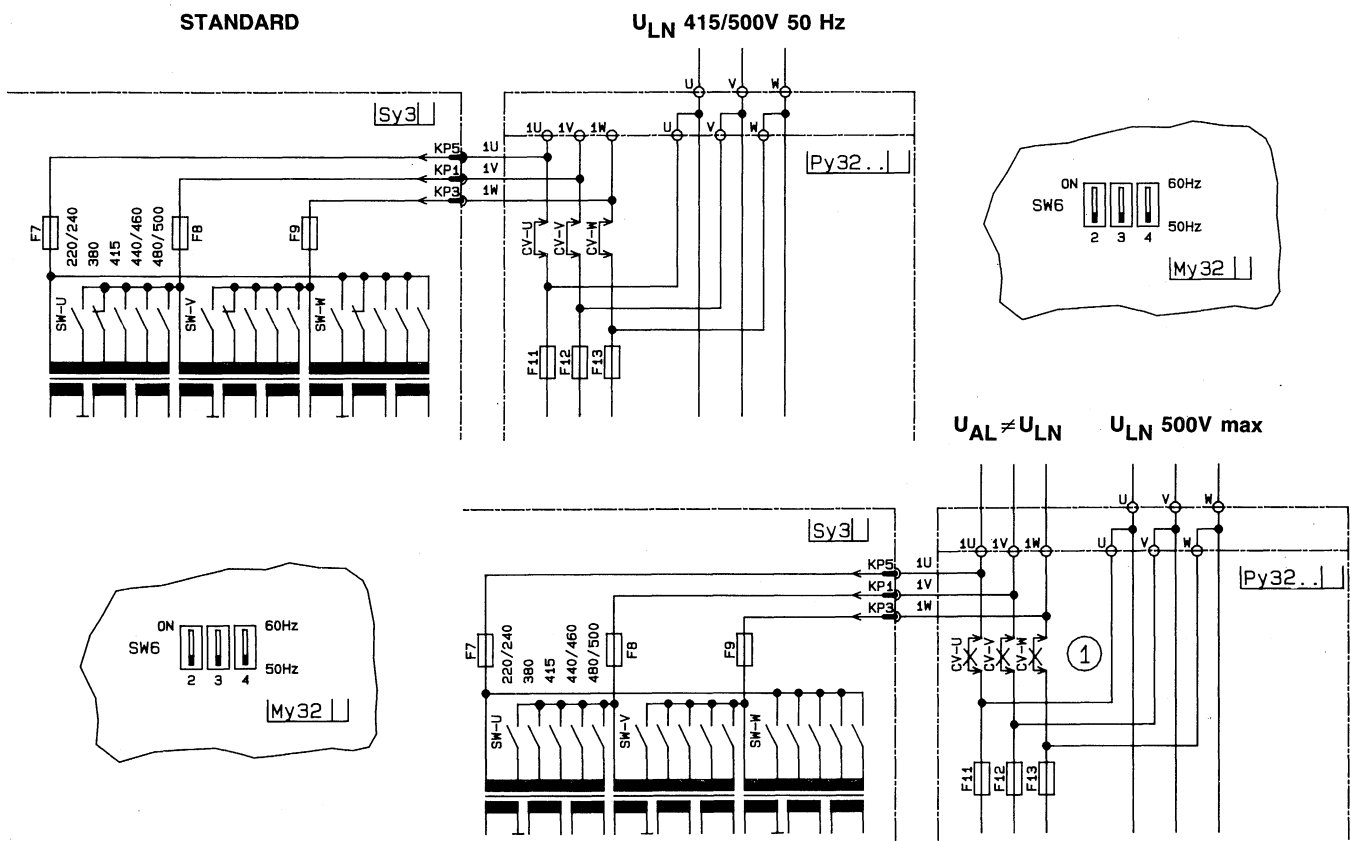 STANDARD
U_LN 415/500V 50 Hz
U V W
Sy3
1U 1V 1W U V W
Py32..
KP5 1U
KP1 1V
KP3 1W
F7
220/240
380
415
440/460
480/500
F8
F9
CV-U
CV-V
CV-W
SW-U
SW-V
SW-W
F11
F12
F13
ON
SW6
60Hz
50Hz
2 3 4
My32
U_AL ≠ U_LN
U_LN 500V max
U V W
Sy3
1U 1V 1W U V W
Py32..
KP5 1U
KP1 1V
KP3 1W
F7
220/240
380
415
440/460
480/500
F8
F9
CV-U
CV-V
CV-W
1
SW-U
SW-V
SW-W
F11
F12
F13
ON
SW6
60Hz
50Hz
2 3 4
My32